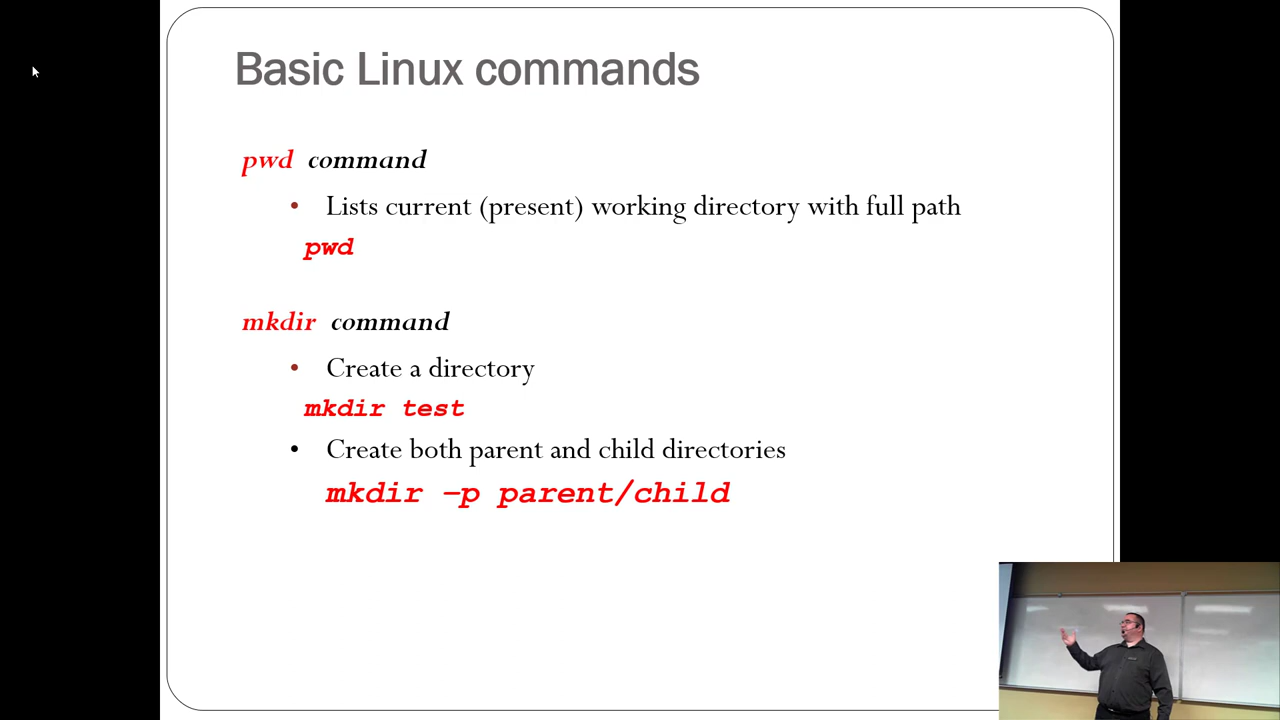 Basic Linux commands
pwd command
• Lists current (present) working directory with full path
pwd
mkdir command
• Create a directory
mkdir test
• Create both parent and child directories
mkdir –p parent/child